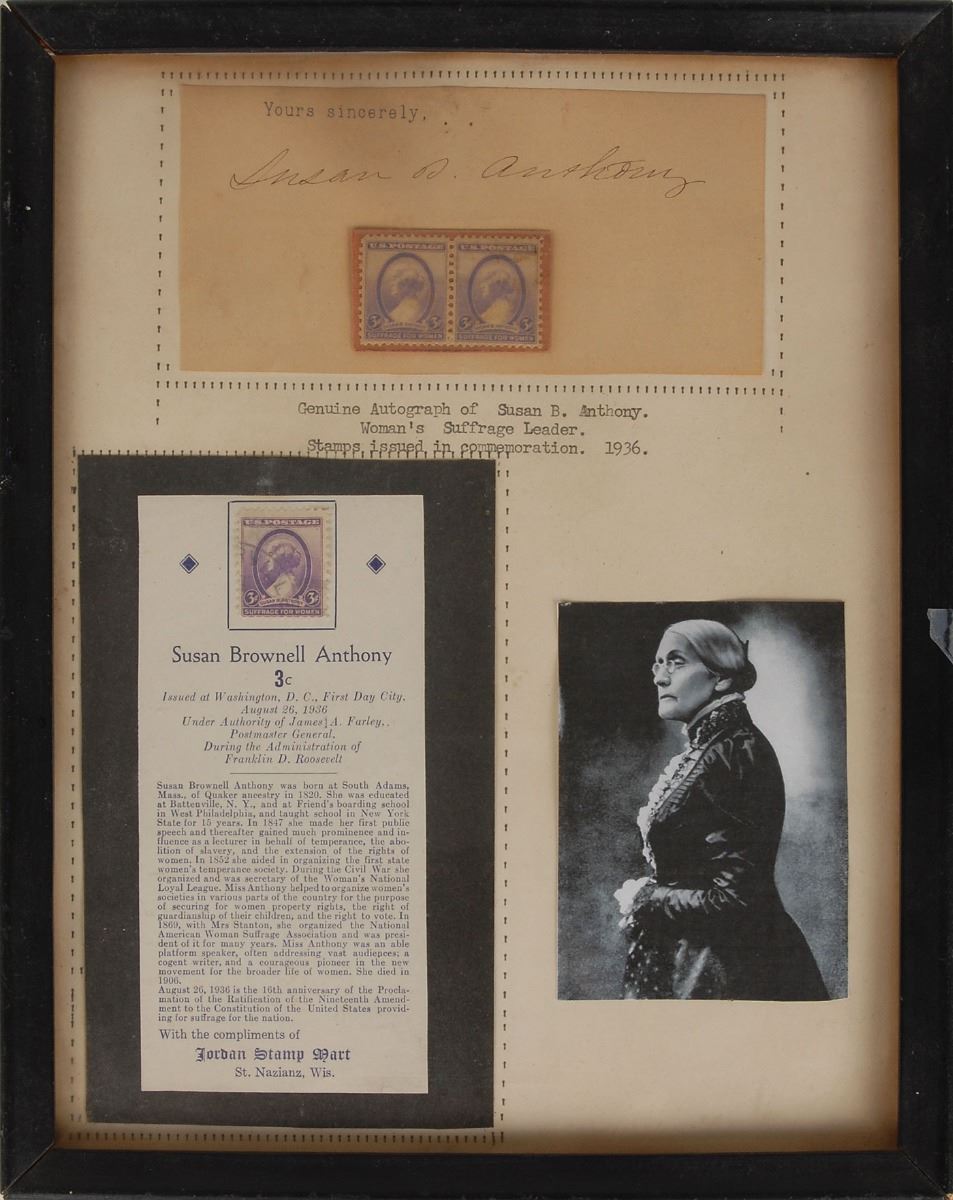 Yours sincerely,
Susan B. Anthony
U.S. POSTAGE U.S. POSTAGE
3¢ 3¢ 3¢ 3¢
SUFFRAGE FOR WOMEN SUFFRAGE FOR WOMEN
Genuine Autograph of Susan B. Anthony.
Woman's Suffrage Leader.
Stamps issued in commemoration. 1936.
U.S. POSTAGE
3¢ 3¢
SUFFRAGE FOR WOMEN
Susan Brownell Anthony
3c
Issued at Washington, D. C., First Day City,
August 26, 1936
Under Authority of James A. Farley,
Postmaster General.
During the Administration of
Franklin D. Roosevelt
Susan Brownell Anthony was born at South Adams,
Mass., of Quaker ancestry in 1820. She was educated
at Battenville, N. Y., and at Friend's boarding school
in West Philadelphia, and taught school in New York
State for 15 years. In 1847 she made her first public
speech and thereafter gained much prominence and in-
fluence as a lecturer in behalf of temperance, the abo-
lition of slavery, and the extension of the rights of
women. In 1852 she aided in organizing the first state
women's temperance society. During the Civil War she
organized and was secretary of the Woman's National
Loyal League. Miss Anthony helped to organize women's
societies in various parts of the country for the purpose
of securing for women property rights, the right of
guardianship of their children, and the right to vote. In
1869, with Mrs Stanton, she organized the National
American Woman Suffrage Association and was presi-
dent of it for many years. Miss Anthony was an able
platform speaker, often addressing vast audiences; a
cogent writer, and a courageous pioneer in the new
movement for the broader life of women. She died in
1906.
August 26, 1936 is the 16th anniversary of the Procla-
mation of the Ratification of the Nineteenth Amend-
ment to the Constitution of the United States provid-
ing for suffrage for the nation.
With the compliments of
Jordan Stamp Mart
St. Nazianz, Wis.